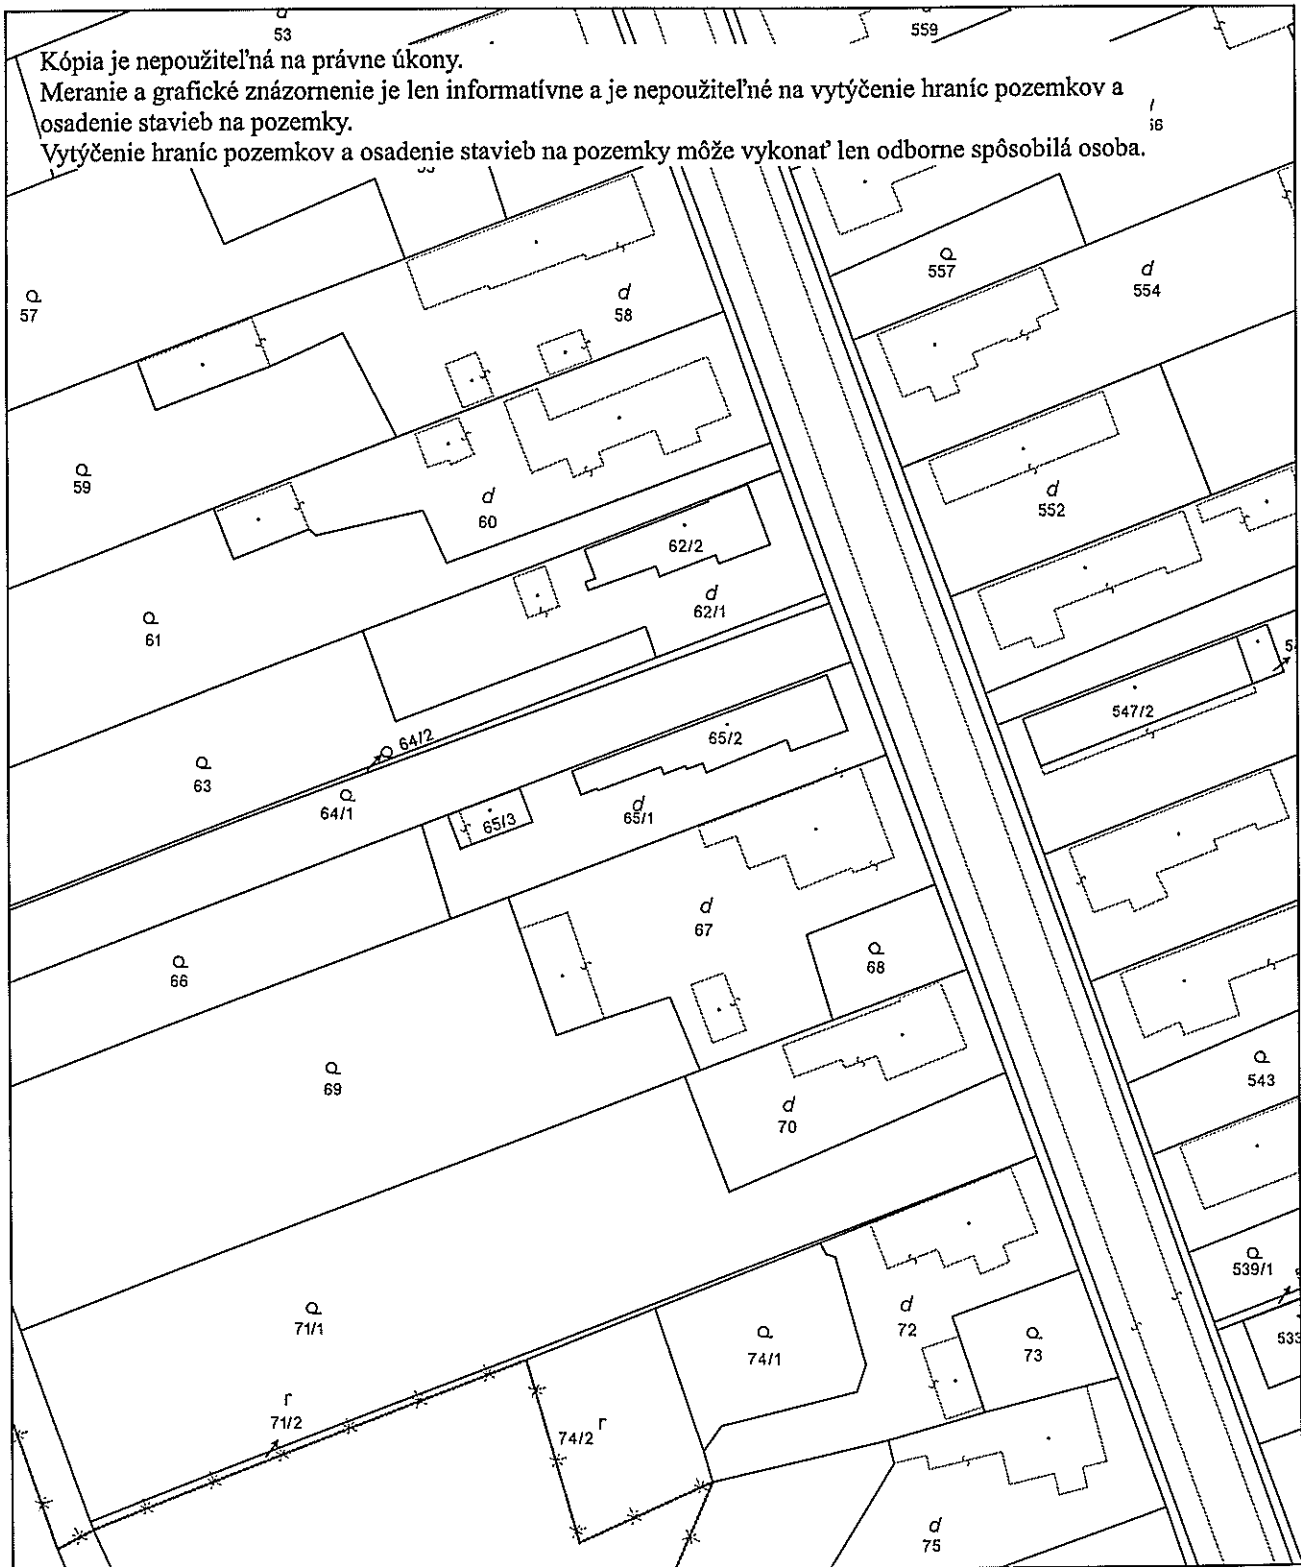 d
53
559
Kópia je nepoužiteľná na právne úkony.
Meranie a grafické znázornenie je len informatívne a je nepoužiteľné na vytýčenie hraníc pozemkov a
osadenie stavieb na pozemky.
Vytýčenie hraníc pozemkov a osadenie stavieb na pozemky môže vykonať len odborne spôsobilá osoba.
557
d
554
57
d
58
59
d
60
d
552
62/2
d
62/1
61
547/2
64/2
65/2
63
64/1
65/3
d
65/1
d
67
68
66
69
543
d
70
539/1
71/1
d
72
73
74/1
533
r
71/2
74/2 r
d
75